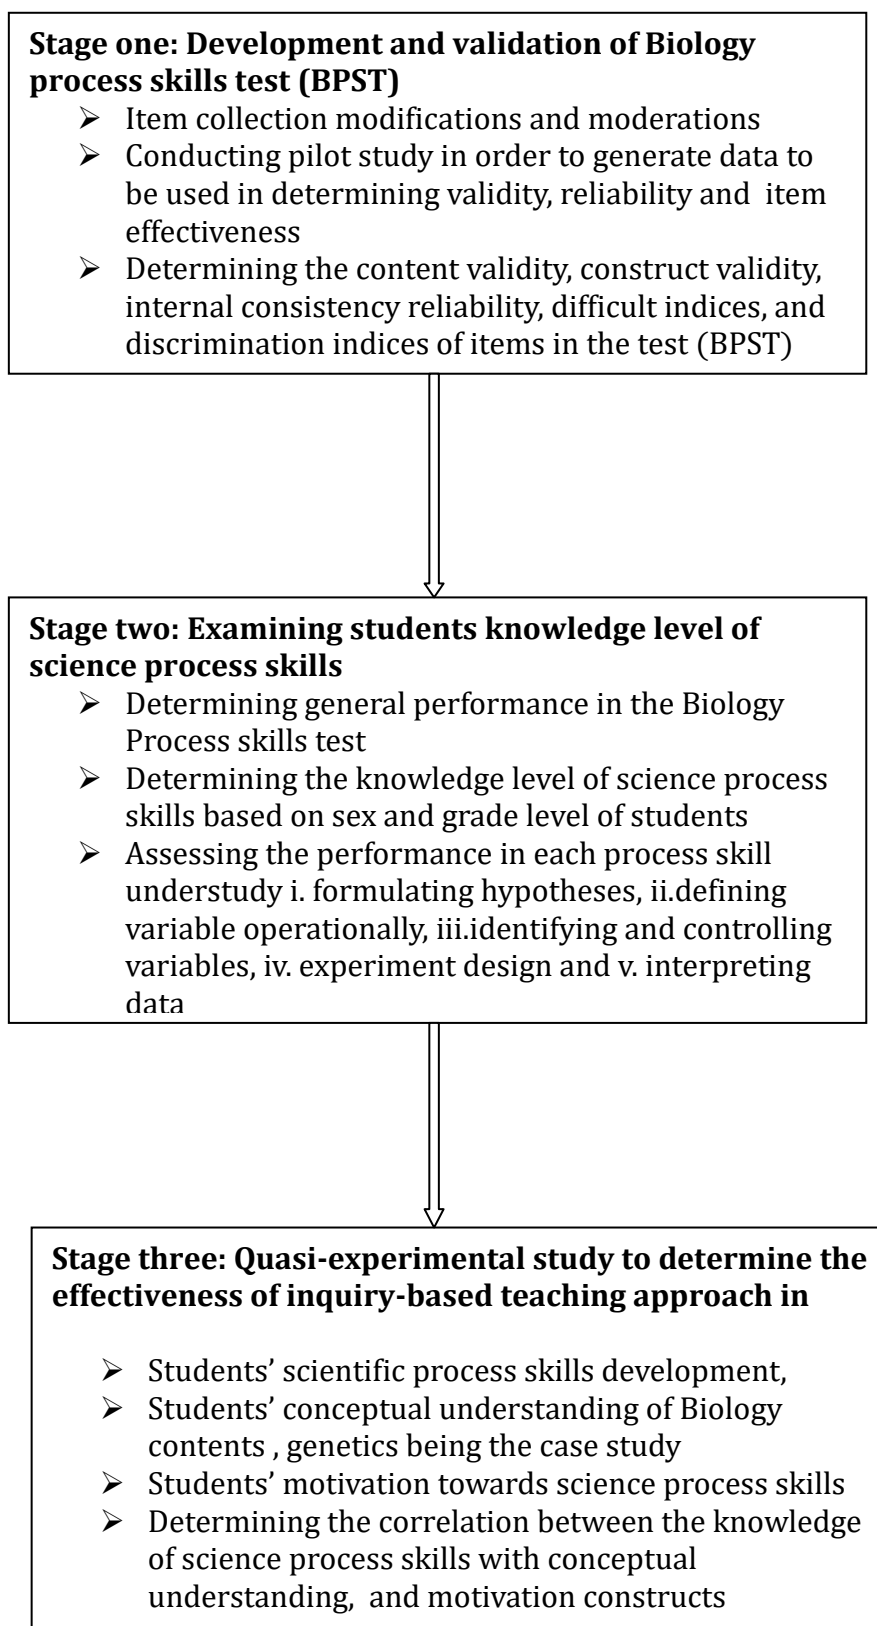 Stage one: Development and validation of Biology
process skills test (BPST)
➢ Item collection modifications and moderations
➢ Conducting pilot study in order to generate data to
be used in determining validity, reliability and item
effectiveness
➢ Determining the content validity, construct validity,
internal consistency reliability, difficult indices, and
discrimination indices of items in the test (BPST)
Stage two: Examining students knowledge level of
science process skills
➢ Determining general performance in the Biology
Process skills test
➢ Determining the knowledge level of science process
skills based on sex and grade level of students
➢ Assessing the performance in each process skill
understudy i. formulating hypotheses, ii.defining
variable operationally, iii.identifying and controlling
variables, iv. experiment design and v. interpreting
data
Stage three: Quasi-experimental study to determine the
effectiveness of inquiry-based teaching approach in
➢ Students’ scientific process skills development,
➢ Students’ conceptual understanding of Biology
contents , genetics being the case study
➢ Students’ motivation towards science process skills
➢ Determining the correlation between the knowledge
of science process skills with conceptual
understanding, and motivation constructs